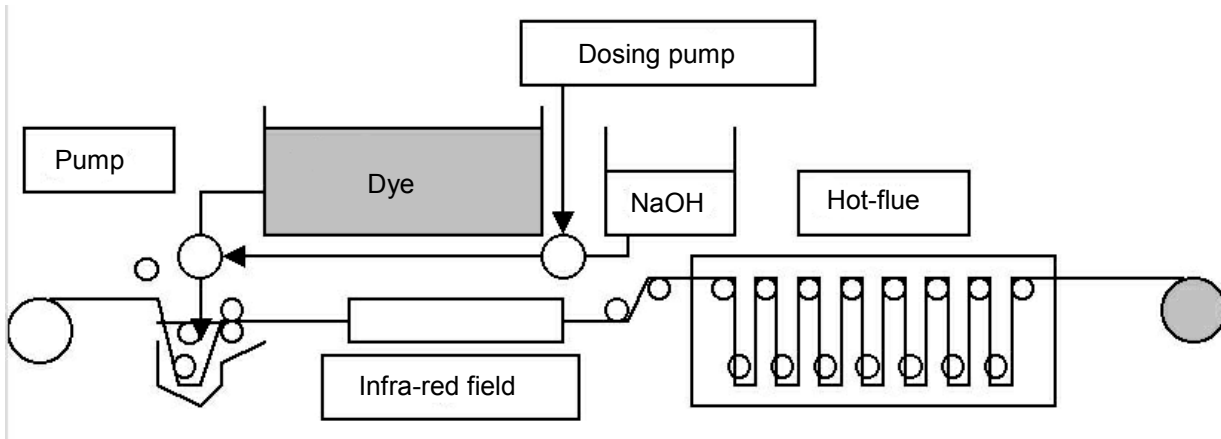 Dosing pump
Pump
Dye
NaOH
Hot-flue
Infra-red field